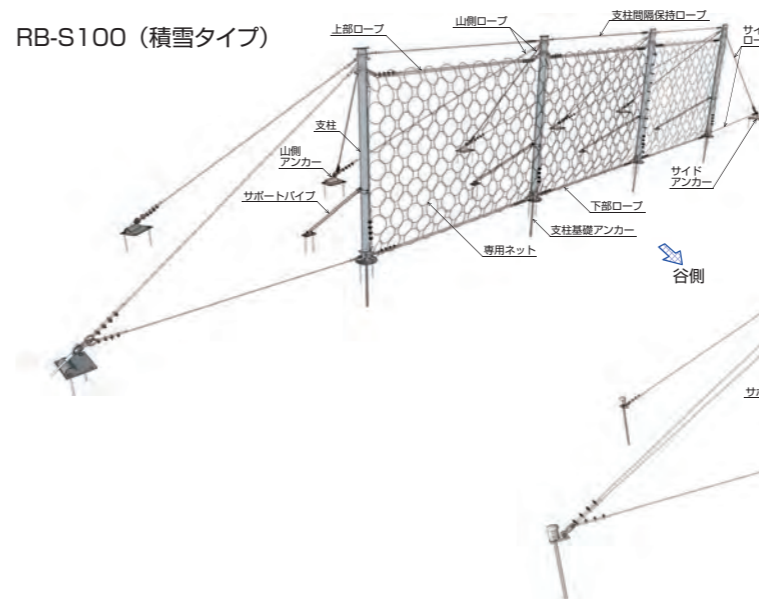 RB-S100（積雪タイプ）
上部ロープ
山側ロープ
支柱間隔保持ロープ
支柱
山側
アンカー
サポートパイプ
サイド
アンカー
下部ロープ
支柱基礎アンカー
専用ネット
谷側